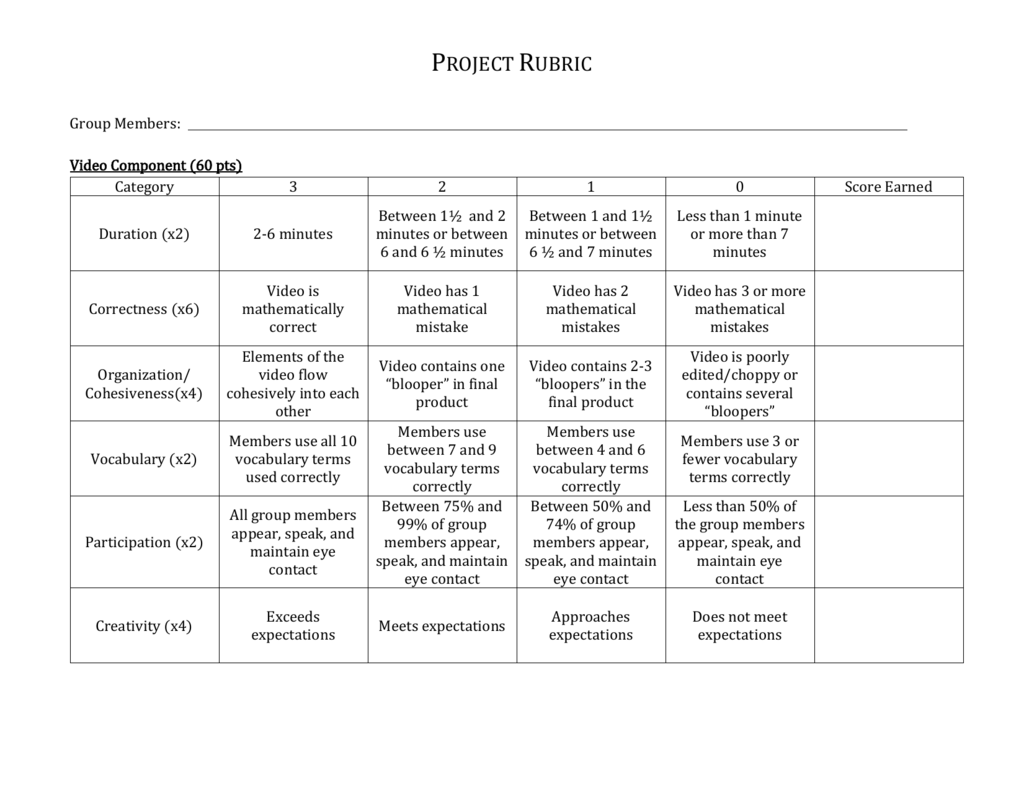 PROJECT RUBRIC
Group Members:
Video Component (60 pts)
Category 3 2 1 0 Score Earned
Duration (x2)
2-6 minutes
Between 1½ and 2
minutes or between
6 and 6 ½ minutes
Between 1 and 1½
minutes or between
6 ½ and 7 minutes
Less than 1 minute
or more than 7
minutes
Correctness (x6)
Video is
mathematically
correct
Video has 1
mathematical
mistake
Video has 2
mathematical
mistakes
Video has 3 or more
mathematical
mistakes
Organization/
Cohesiveness(x4)
Elements of the
video flow
cohesively into each
other
Video contains one
“blooper” in final
product
Video contains 2-3
“bloopers” in the
final product
Video is poorly
edited/choppy or
contains several
“bloopers”
Vocabulary (x2)
Members use all 10
vocabulary terms
used correctly
Members use
between 7 and 9
vocabulary terms
correctly
Members use
between 4 and 6
vocabulary terms
correctly
Members use 3 or
fewer vocabulary
terms correctly
Participation (x2)
All group members
appear, speak, and
maintain eye
contact
Between 75% and
99% of group
members appear,
speak, and maintain
eye contact
Between 50% and
74% of group
members appear,
speak, and maintain
eye contact
Less than 50% of
the group members
appear, speak, and
maintain eye
contact
Creativity (x4)
Exceeds
expectations
Meets expectations
Approaches
expectations
Does not meet
expectations